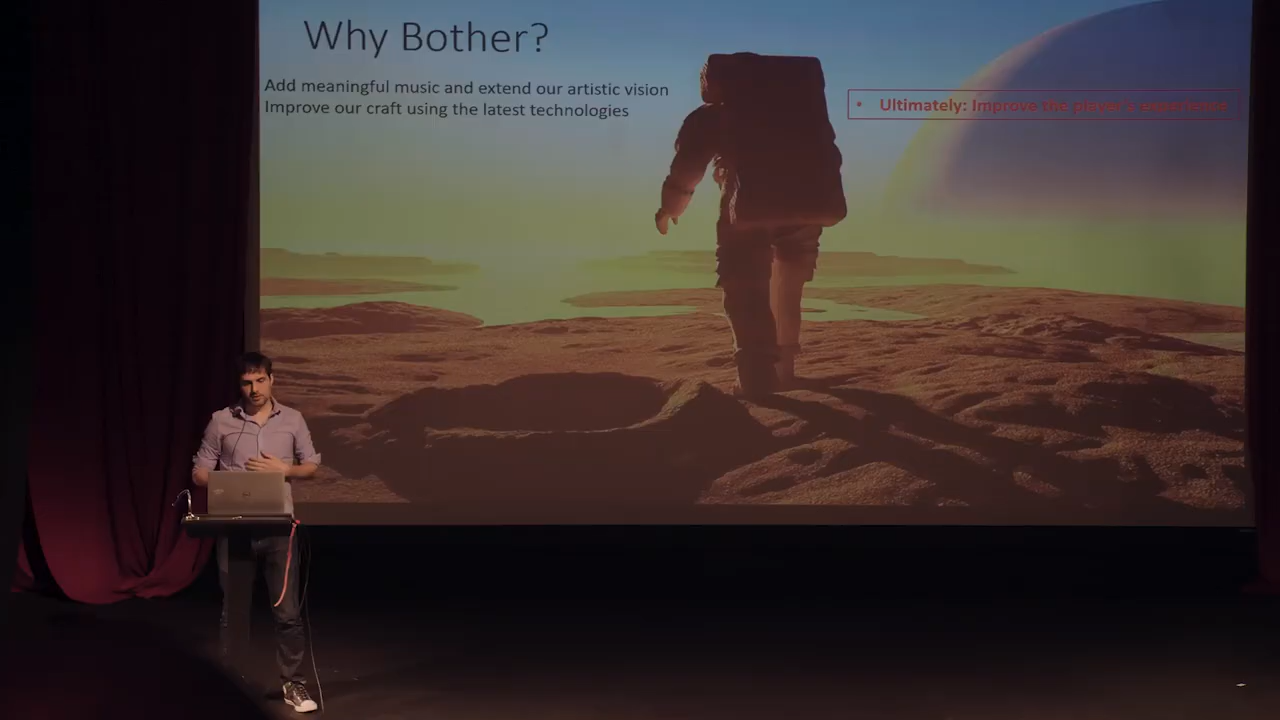 Why Bother?
Add meaningful music and extend our artistic vision
Improve our craft using the latest technologies
• Ultimately: Improve the player's experience